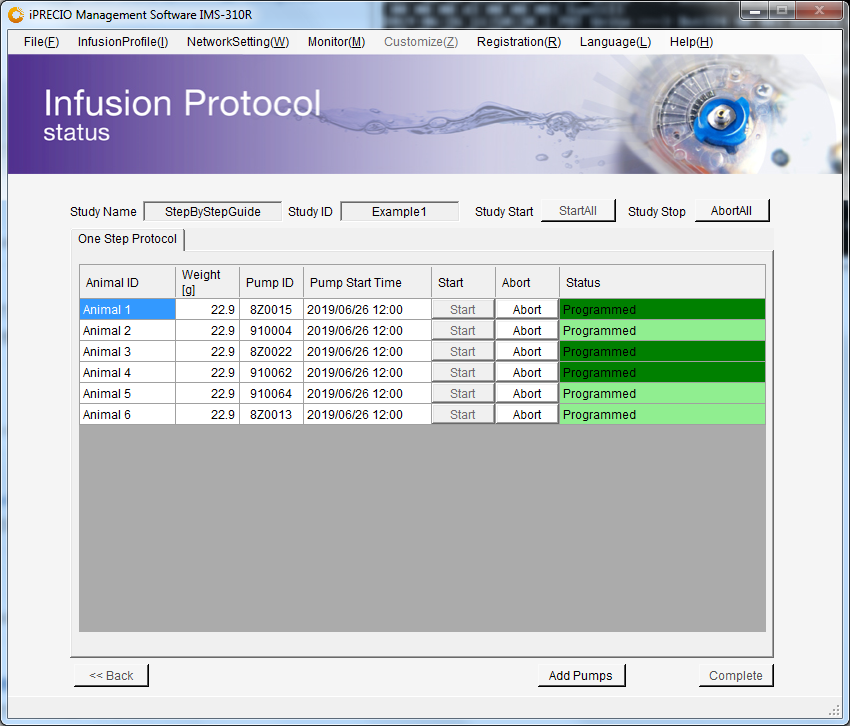 iPRECIO Management Software IMS-310R
File(F) InfusionProfile(I) NetworkSetting(W) Monitor(M) Customize(Z) Registration(R) Language(L) Help(H)
Infusion Protocol
status
Study Name StepByStepGuide Study ID Example1 Study Start StartAll Study Stop AbortAll
One Step Protocol
Animal ID Weight [g] Pump ID Pump Start Time Start Abort Status
Animal 1 22.9 8Z0015 2019/06/26 12:00 Start Abort Programmed
Animal 2 22.9 910004 2019/06/26 12:00 Start Abort Programmed
Animal 3 22.9 8Z0022 2019/06/26 12:00 Start Abort Programmed
Animal 4 22.9 910062 2019/06/26 12:00 Start Abort Programmed
Animal 5 22.9 910064 2019/06/26 12:00 Start Abort Programmed
Animal 6 22.9 8Z0013 2019/06/26 12:00 Start Abort Programmed
<< Back Add Pumps Complete